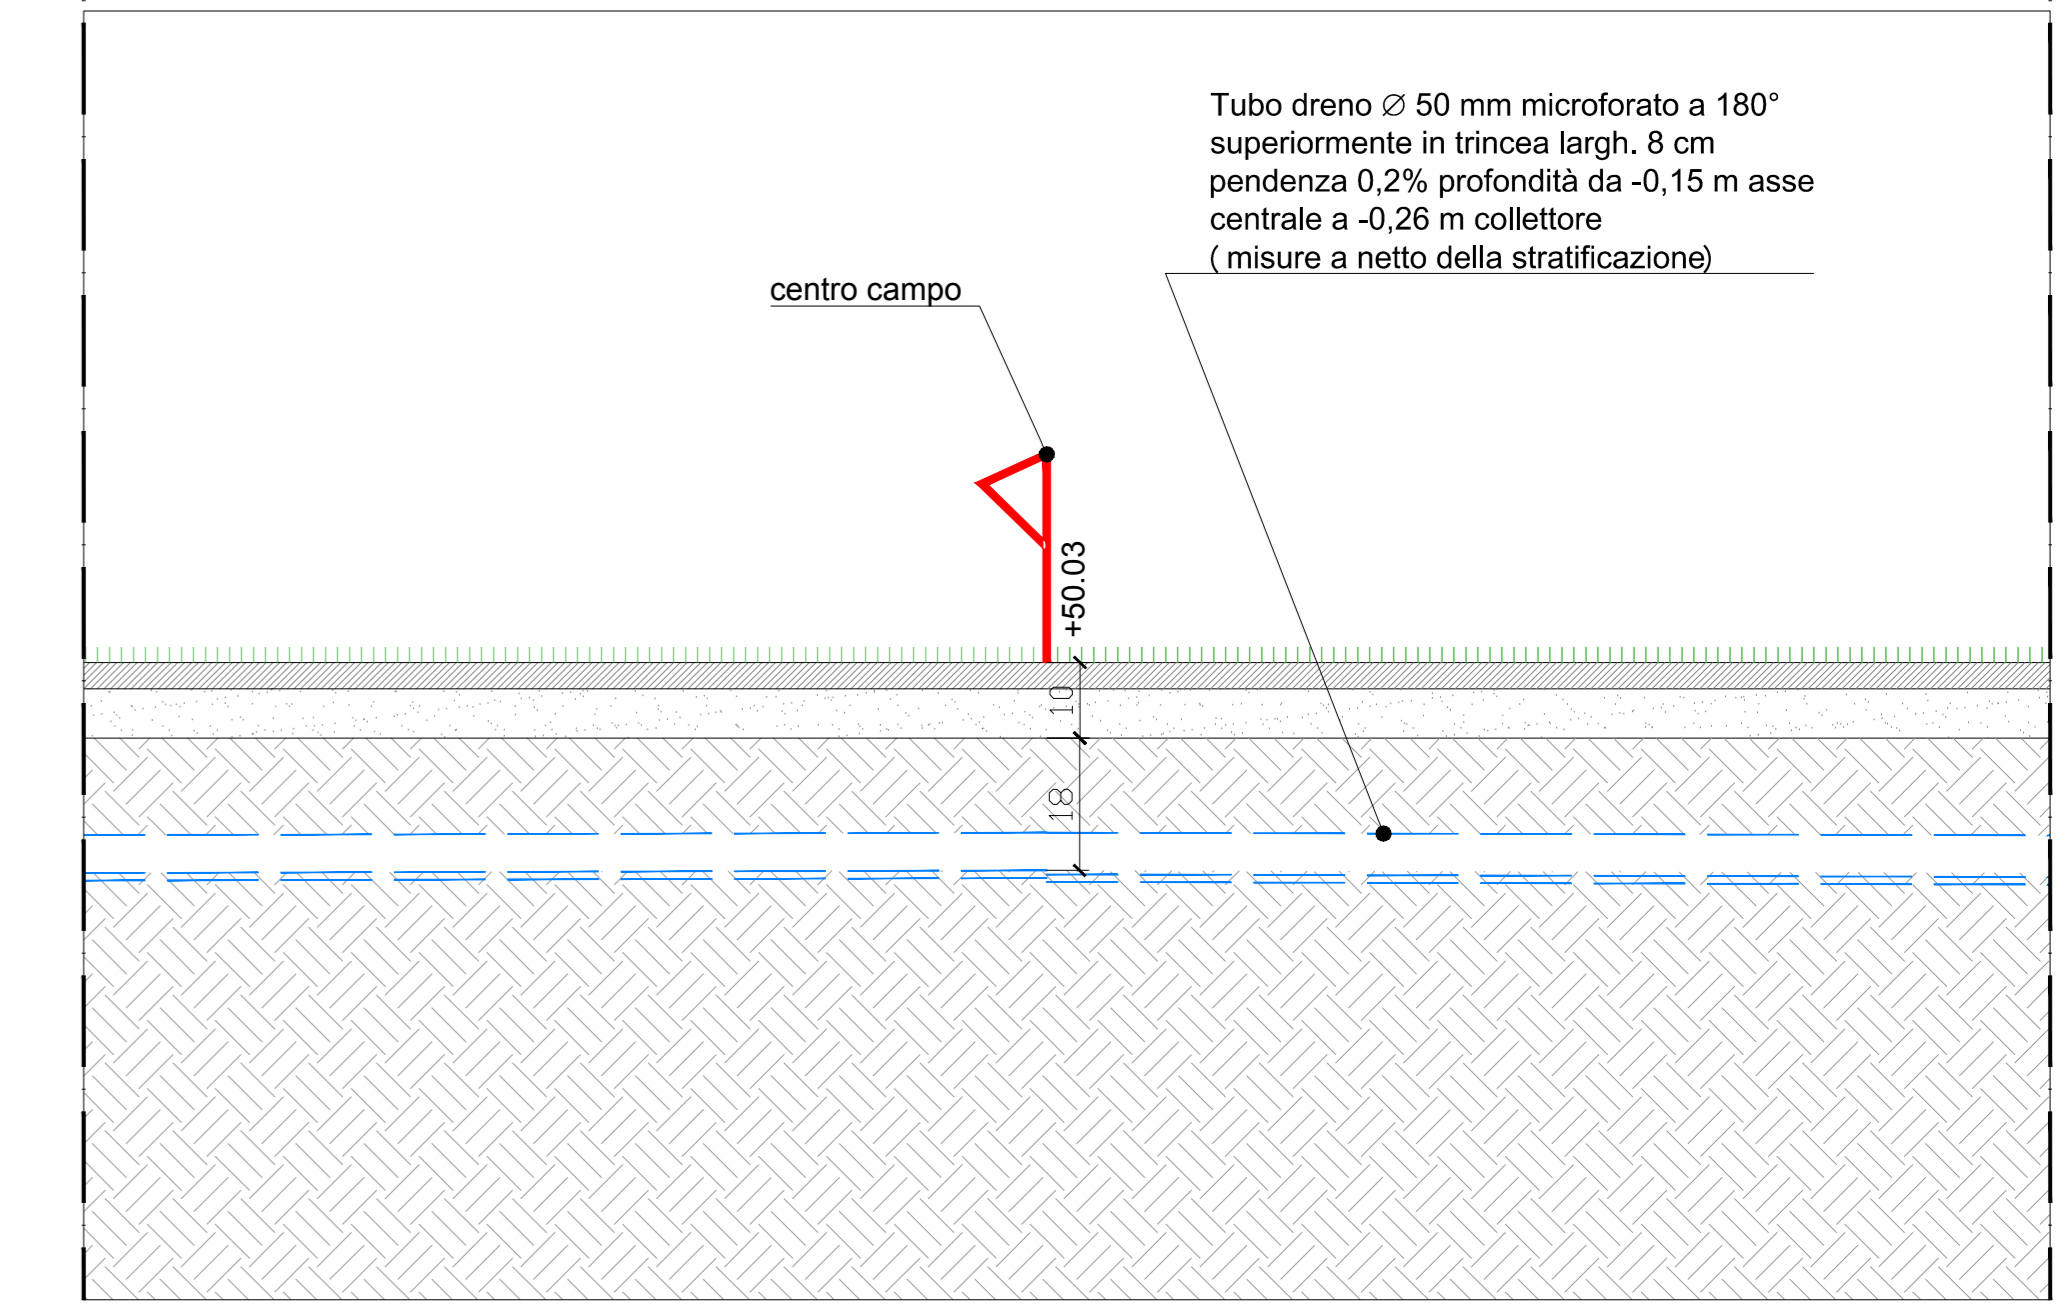 Tubo dreno ∅ 50 mm microforato a 180°
superiormente in trincea largh. 8 cm
pendenza 0,2% profondità da -0,15 m asse
centrale a -0,26 m collettore
( misure a netto della stratificazione)
centro campo
+50.03
10
18